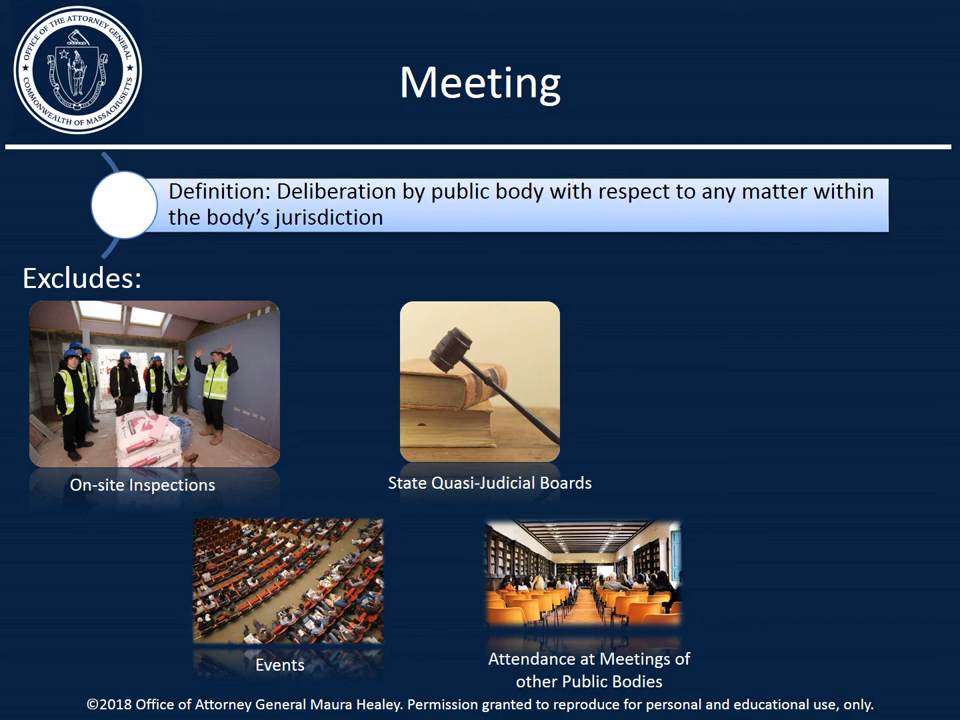 OFFICE OF THE ATTORNEY GENERAL
COMMONWEALTH OF MASSACHUSETTS
Meeting
Definition: Deliberation by public body with respect to any matter within
the body's jurisdiction
Excludes:
On-site Inspections
State Quasi-Judicial Boards
Events
Attendance at Meetings of
other Public Bodies
©2018 Office of Attorney General Maura Healey. Permission granted to reproduce for personal and educational use, only.